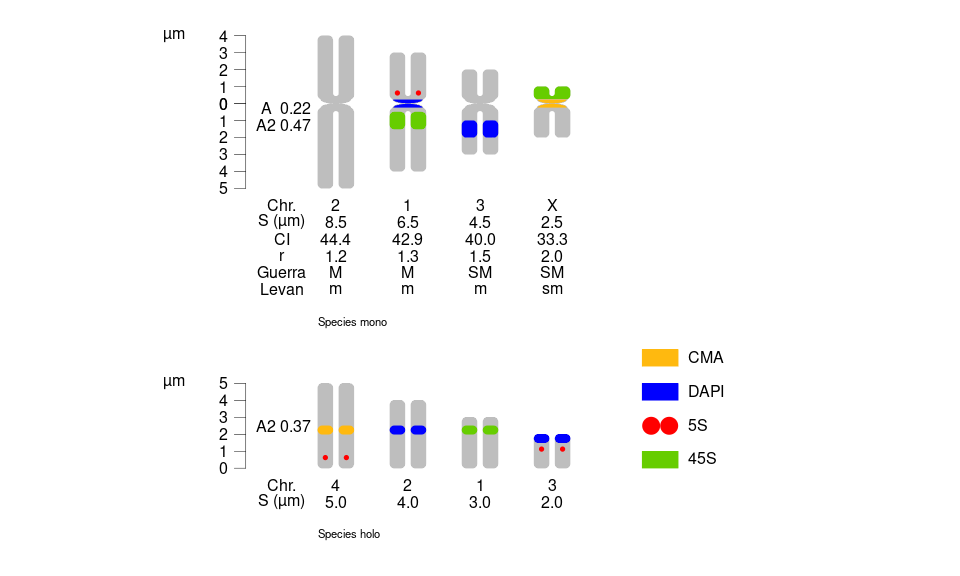 μm
4
3
2
1
0
1
2
3
4
5
A 0.22
A2 0.47
Chr. 2 1 3 X
S (μm) 8.5 6.5 4.5 2.5
CI 44.4 42.9 40.0 33.3
r 1.2 1.3 1.5 2.0
Guerra M M SM SM
Levan m m m sm
Species mono
CMA
DAPI
5S
45S
μm
5
4
3
2
1
0
A2 0.37
Chr. 4 2 1 3
S (μm) 5.0 4.0 3.0 2.0
Species holo